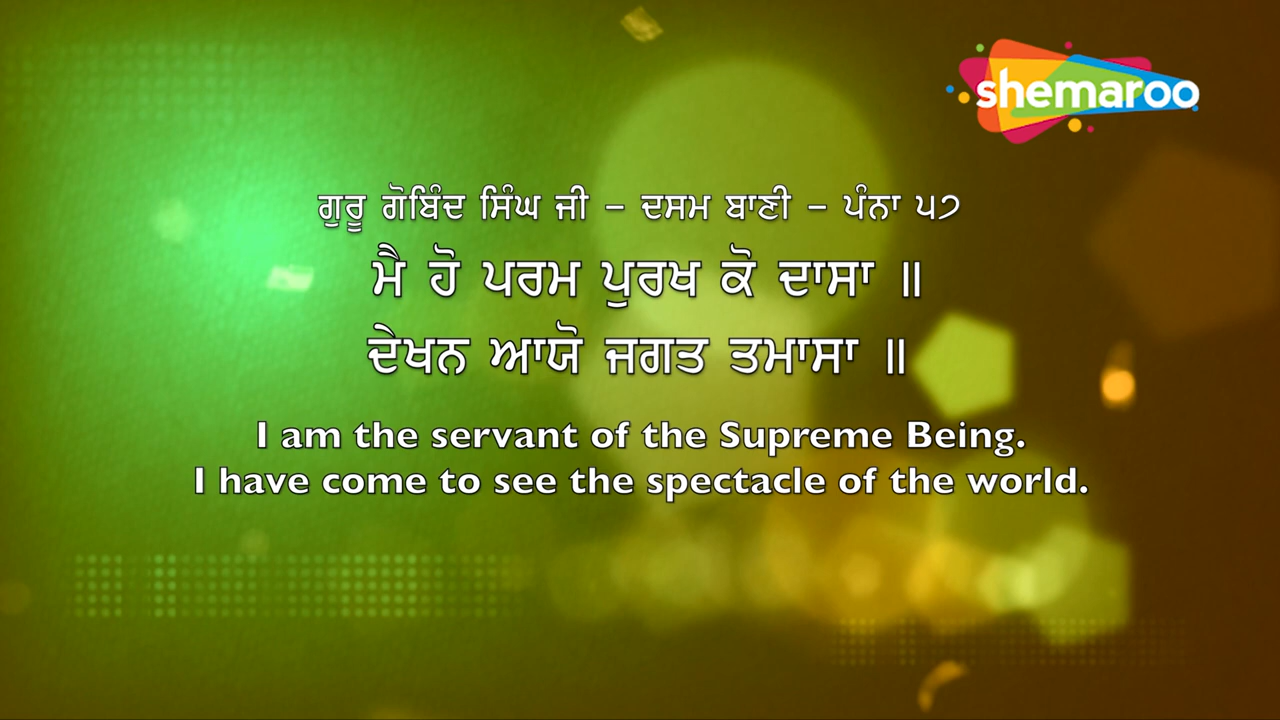 shemaroo
ਗੁਰੂ ਗੋਬਿੰਦ ਸਿੰਘ ਜੀ – ਦਸਮ ਬਾਣੀ – ਪੰਨਾ ੫੭
ਮੈ ਹੋ ਪਰਮ ਪੁਰਖ ਕੋ ਦਾਸਾ ॥
ਦੇਖਨ ਆਯੋ ਜਗਤ ਤਮਾਸਾ ॥
I am the servant of the Supreme Being.
I have come to see the spectacle of the world.